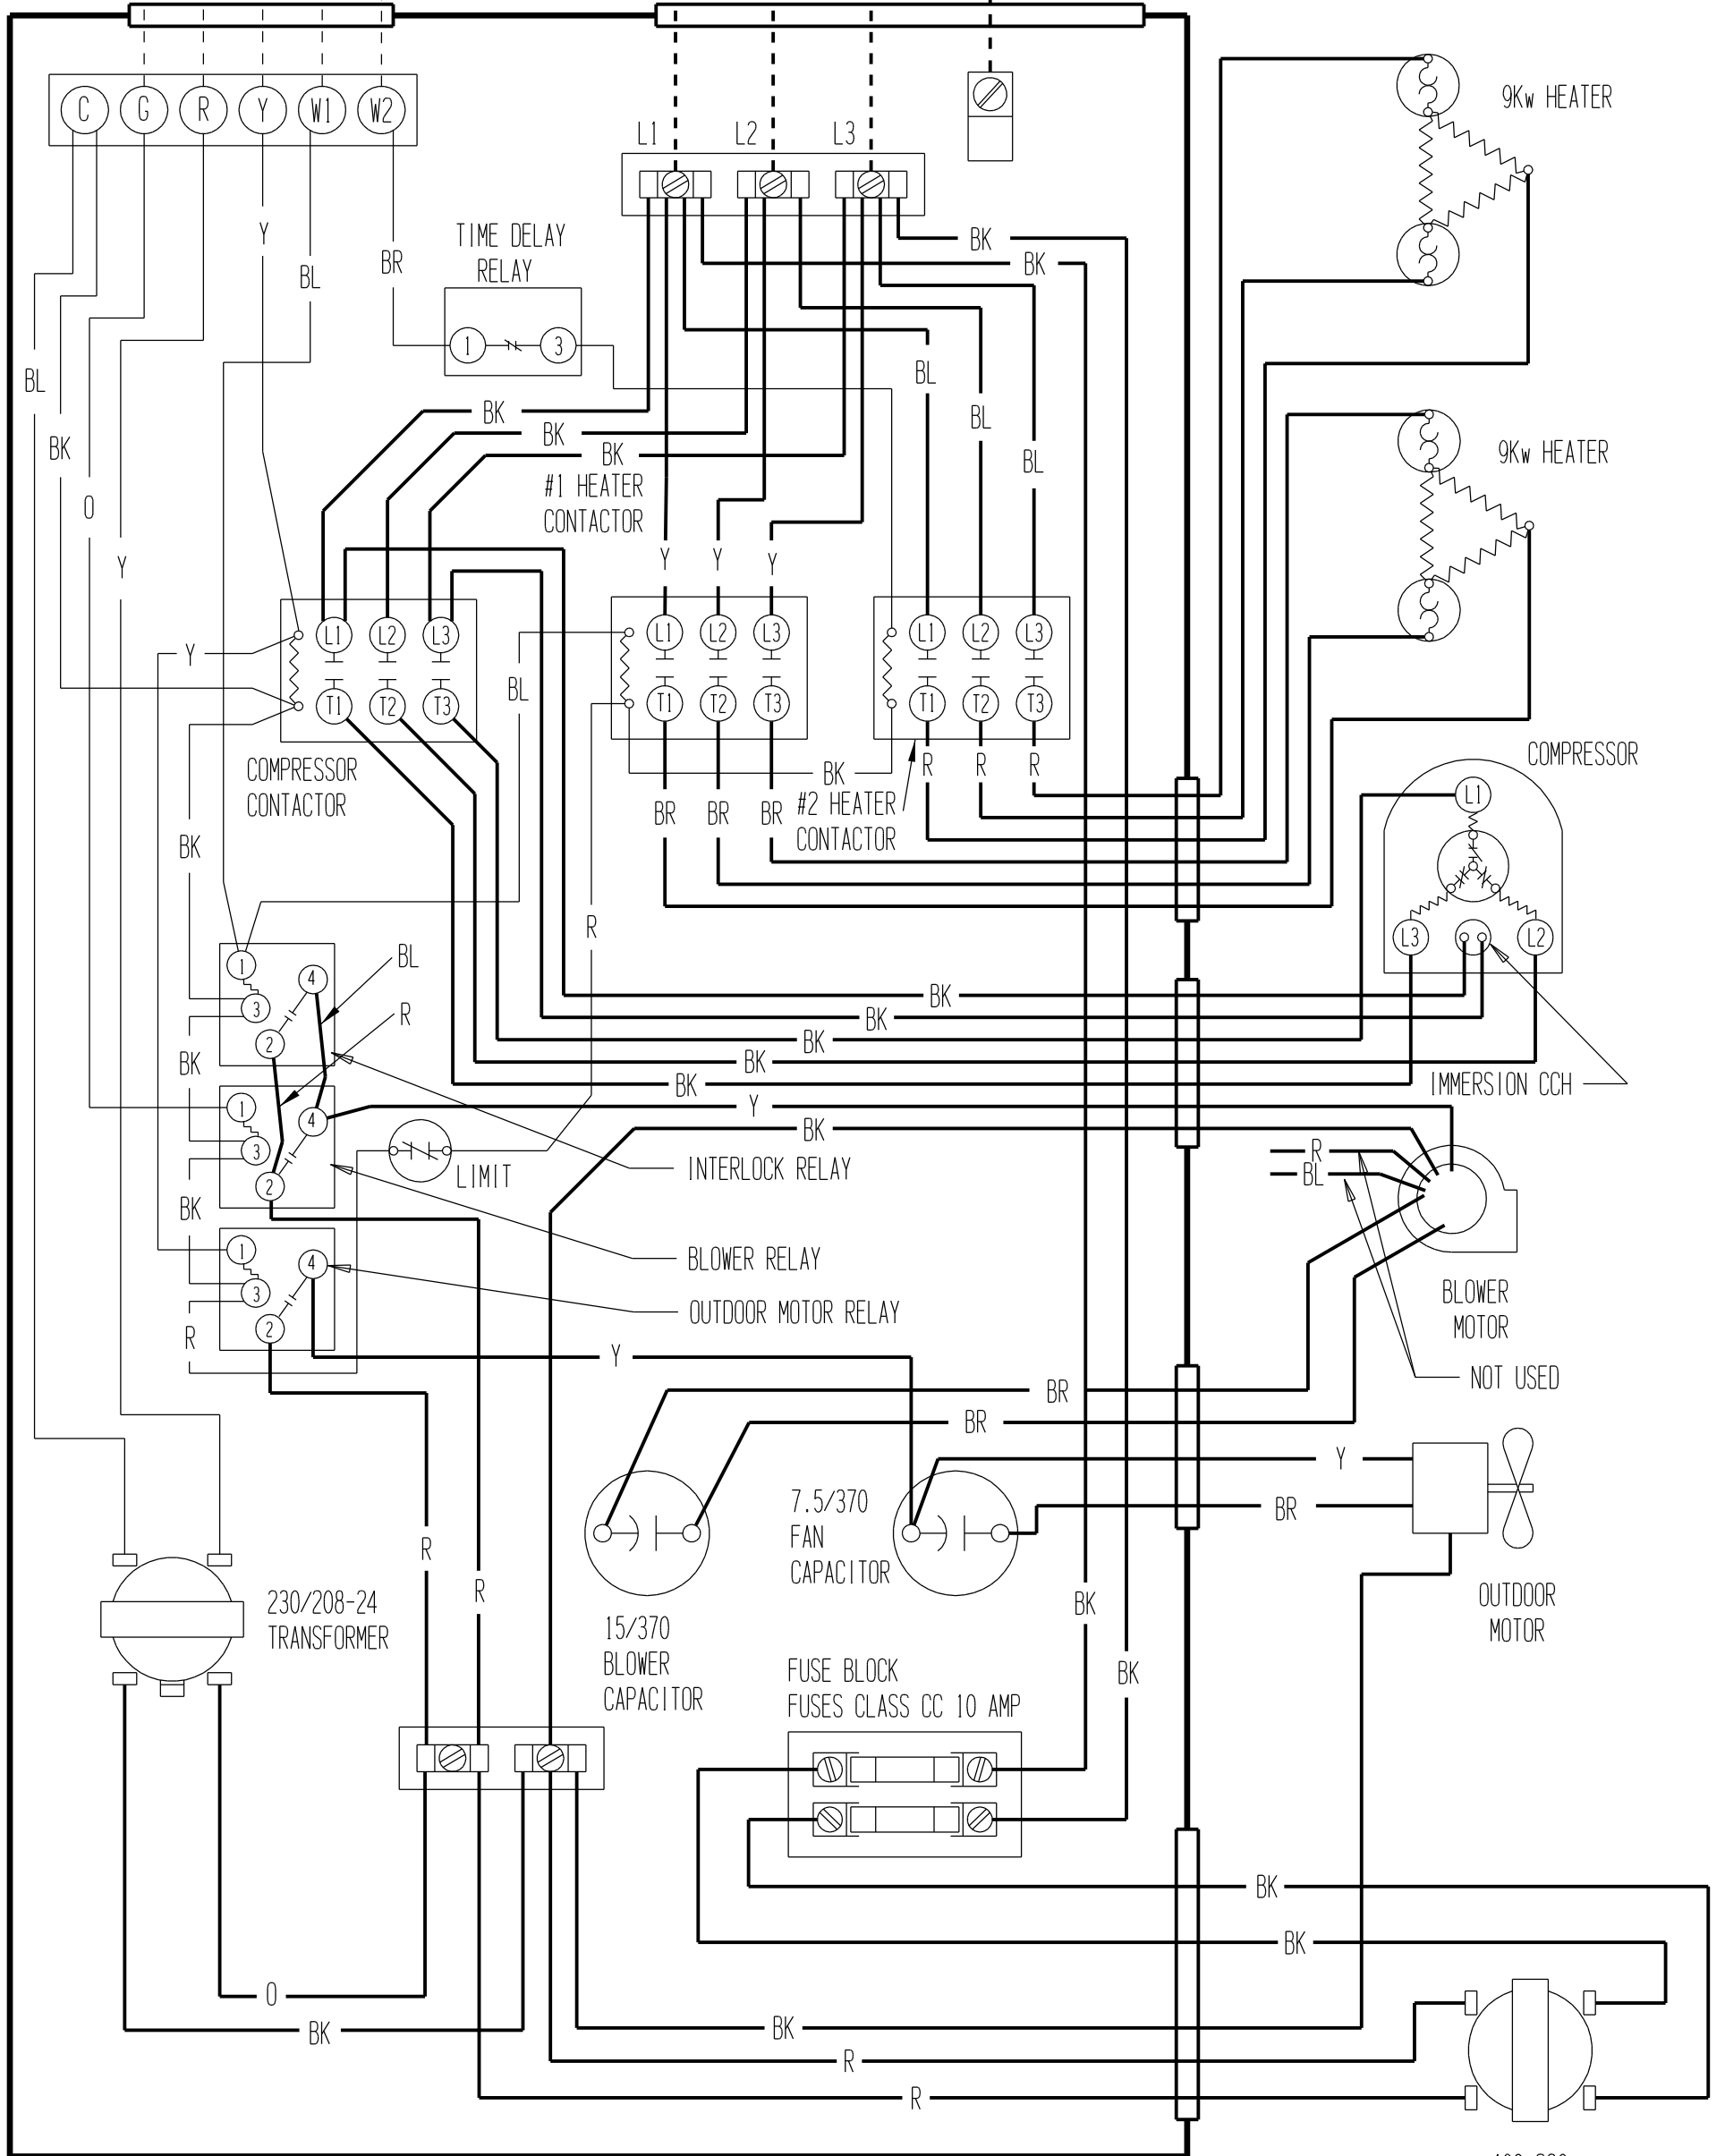 C G R Y W1 W2
L1 L2 L3
9Kw HEATER
Y
BL
BR
TIME DELAY
RELAY
1 3
BK
BK
BL
BK
O
Y
BK
BK
BK
#1 HEATER
CONTACTOR
BL
BL
BL
9Kw HEATER
Y Y Y
L1 L2 L3
T1 T2 T3
L1 L2 L3
T1 T2 T3
L1 L2 L3
T1 T2 T3
Y
BL
COMPRESSOR
CONTACTOR
BK
BR BR BR
R R R
#2 HEATER
CONTACTOR
COMPRESSOR
L1
L3 L2
BK
R
1 4
3
2
BL
R
BK
BK
BK
BK
BK
BK
IMMERSION CCH
1 4
3
2
Y
BK
LIMIT
INTERLOCK RELAY
R
BL
BK
1 4
3
2
BLOWER RELAY
OUTDOOR MOTOR RELAY
BLOWER
MOTOR
R
Y
NOT USED
BR
BR
Y
BR
7.5/370
FAN
CAPACITOR
R
R
230/208-24
TRANSFORMER
15/370
BLOWER
CAPACITOR
BK
BK
OUTDOOR
MOTOR
FUSE BLOCK
FUSES CLASS CC 10 AMP
BK
BK
O
BK
BK
R
R